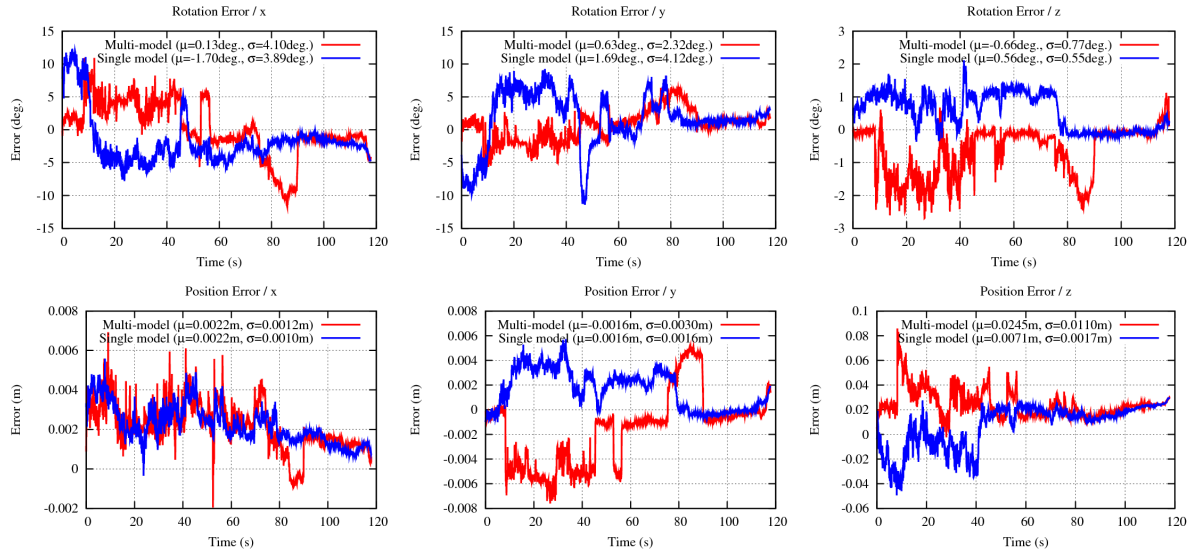 Rotation Error / x
Rotation Error / y
Rotation Error / z
15
10
5
0
-5
-10
-15
Error (deg.)
Multi-model (μ=0.13deg., σ=4.10deg.)
Single model (μ=-1.70deg., σ=3.89deg.)
0 20 40 60 80 100 120
Time (s)
15
10
5
0
-5
-10
-15
Error (deg.)
Multi-model (μ=0.63deg., σ=2.32deg.)
Single model (μ=1.69deg., σ=4.12deg.)
0 20 40 60 80 100 120
Time (s)
3
2
1
0
-1
-2
-3
Error (deg.)
Multi-model (μ=-0.66deg., σ=0.77deg.)
Single model (μ=0.56deg., σ=0.55deg.)
0 20 40 60 80 100 120
Time (s)
Position Error / x
Position Error / y
Position Error / z
0.008
0.006
0.004
0.002
0
-0.002
Error (m)
Multi-model (μ=0.0022m, σ=0.0012m)
Single model (μ=0.0022m, σ=0.0010m)
0 20 40 60 80 100 120
Time (s)
0.008
0.006
0.004
0.002
0
-0.002
-0.004
-0.006
-0.008
Error (m)
Multi-model (μ=-0.0016m, σ=0.0030m)
Single model (μ=0.0016m, σ=0.0016m)
0 20 40 60 80 100 120
Time (s)
0.1
0.08
0.06
0.04
0.02
0
-0.02
-0.04
-0.06
Error (m)
Multi-model (μ=0.0245m, σ=0.0110m)
Single model (μ=0.0071m, σ=0.0017m)
0 20 40 60 80 100 120
Time (s)